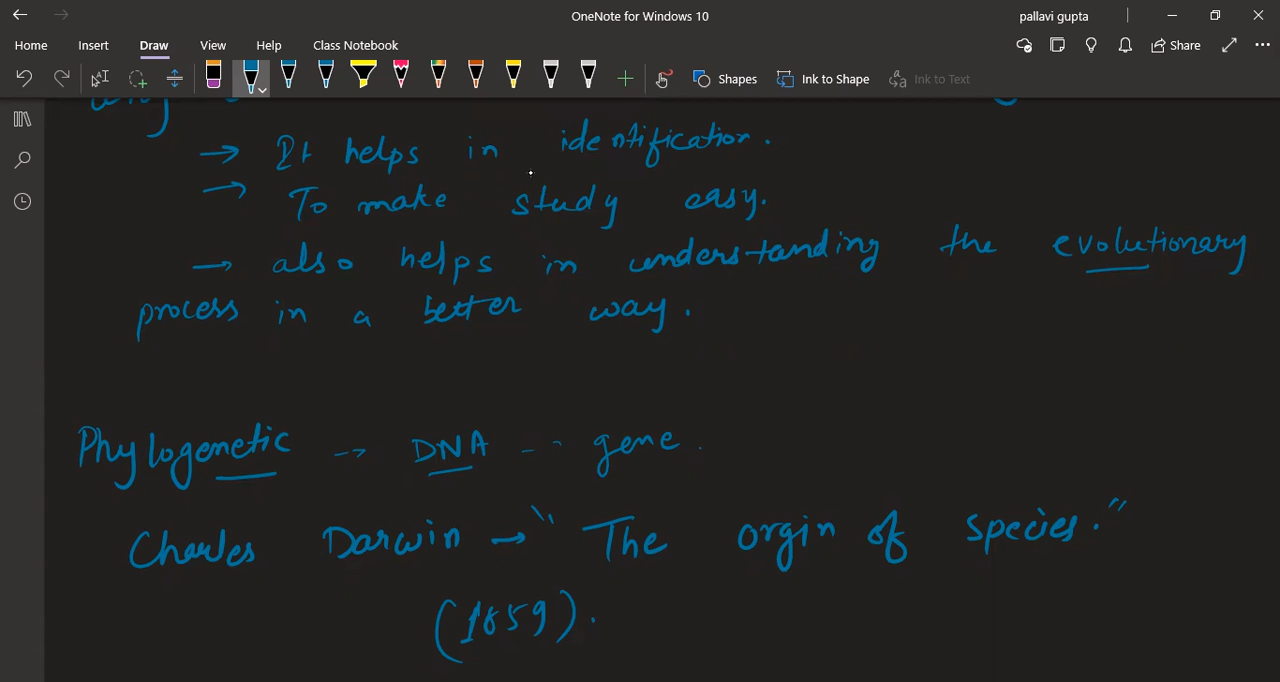 OneNote for Windows 10
pallavi gupta
Home Insert Draw View Help Class Notebook
Share
Shapes Ink to Shape Ink to Text
→ It helps in identification.
→ To make study easy.
→ also helps in understanding the evolutionary
process in a better way.
Phylogenetic → DNA -- gene.
Charles Darwin → " The orgin of species."
(1859).